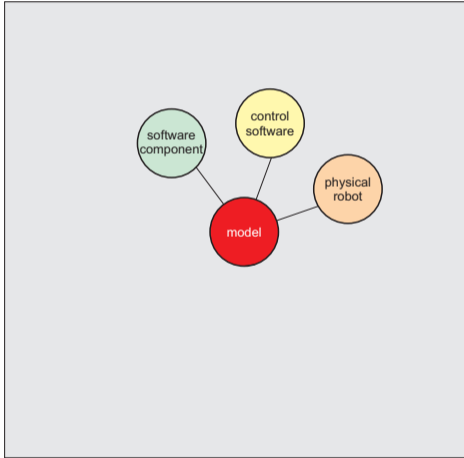 software
component
control
software
physical
robot
model